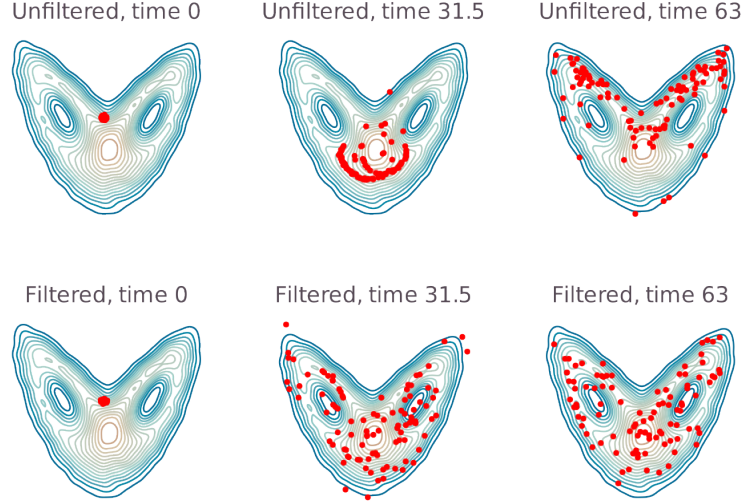 Unfiltered, time 0
Unfiltered, time 31.5
Unfiltered, time 63
Filtered, time 0
Filtered, time 31.5
Filtered, time 63